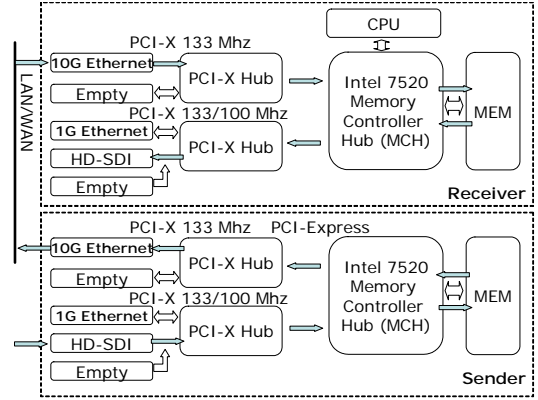 CPU
PCI-X 133 Mhz
10G Ethernet
PCI-X Hub
Empty
Intel 7520
Memory
Controller
Hub (MCH)
MEM
PCI-X 133/100 Mhz
1G Ethernet
PCI-X Hub
HD-SDI
Empty
LAN/WAN
Receiver
PCI-X 133 Mhz
PCI-Express
10G Ethernet
PCI-X Hub
Empty
Intel 7520
Memory
Controller
Hub (MCH)
MEM
PCI-X 133/100 Mhz
1G Ethernet
PCI-X Hub
HD-SDI
Empty
Sender